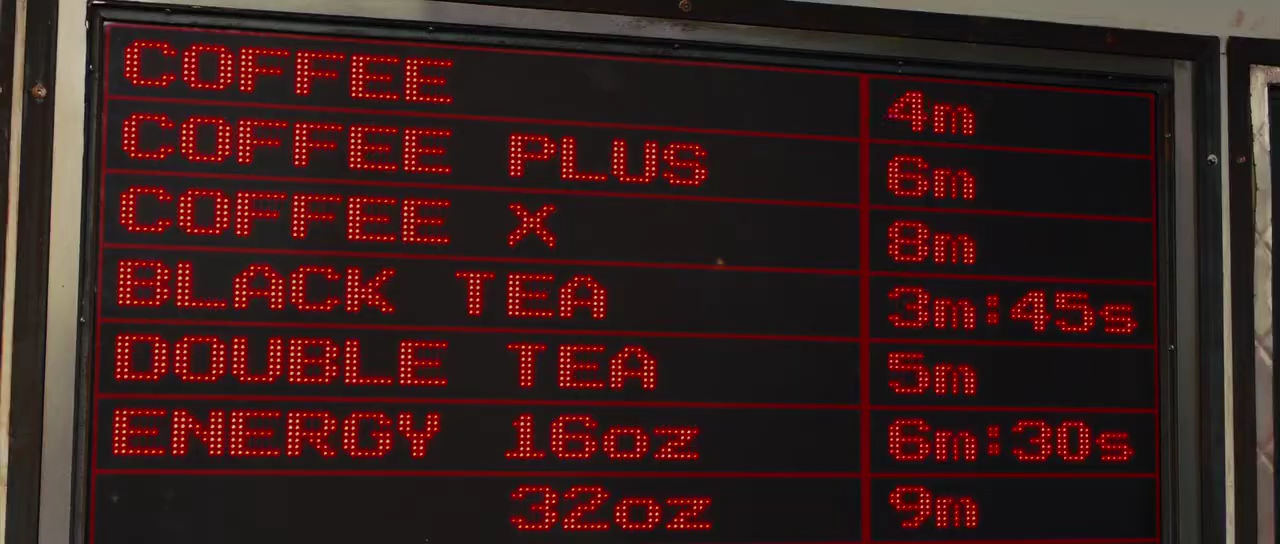 COFFEE 4m
COFFEE PLUS 6m
COFFEE X 8m
BLACK TEA 3m:45s
DOUBLE TEA 5m
ENERGY 16oz 6m:30s
32oz 9m